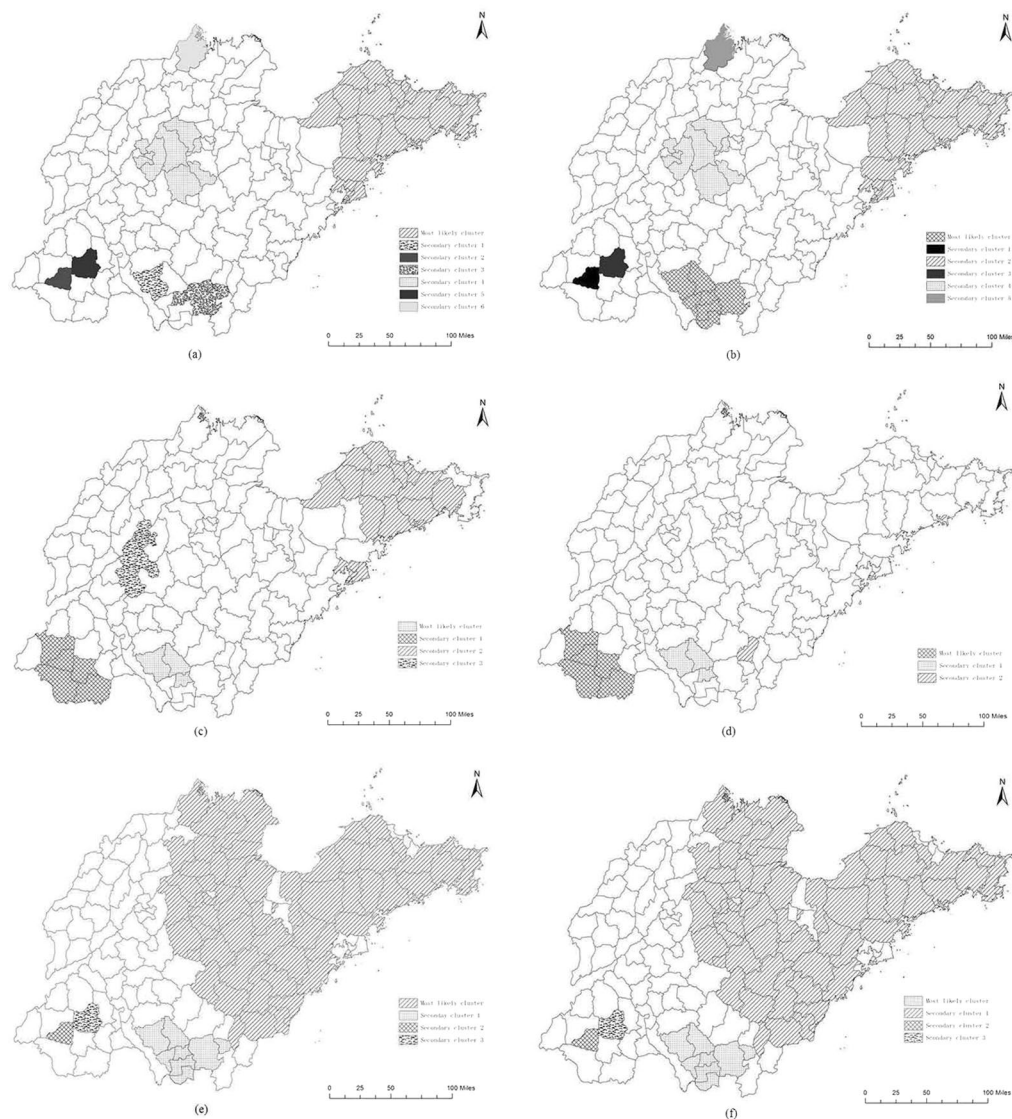 N
Most likely cluster
Secondary cluster 1
Secondary cluster 2
Secondary cluster 3
Secondary cluster 4
Secondary cluster 5
Secondary cluster 6
0 25 50 100 Miles
(a)
N
Most likely cluster
Secondary cluster 1
Secondary cluster 2
Secondary cluster 3
Secondary cluster 4
Secondary cluster 5
0 25 50 100 Miles
(b)
N
Most likely cluster
Secondary cluster 1
Secondary cluster 2
Secondary cluster 3
0 25 50 100 Miles
(c)
N
Most likely cluster
Secondary cluster 1
Secondary cluster 2
0 25 50 100 Miles
(d)
N
Most likely cluster
Secondary cluster 1
Secondary cluster 2
Secondary cluster 3
0 25 50 100 Miles
(e)
N
Most likely cluster
Secondary cluster 1
Secondary cluster 2
Secondary cluster 3
0 25 50 100 Miles
(f)